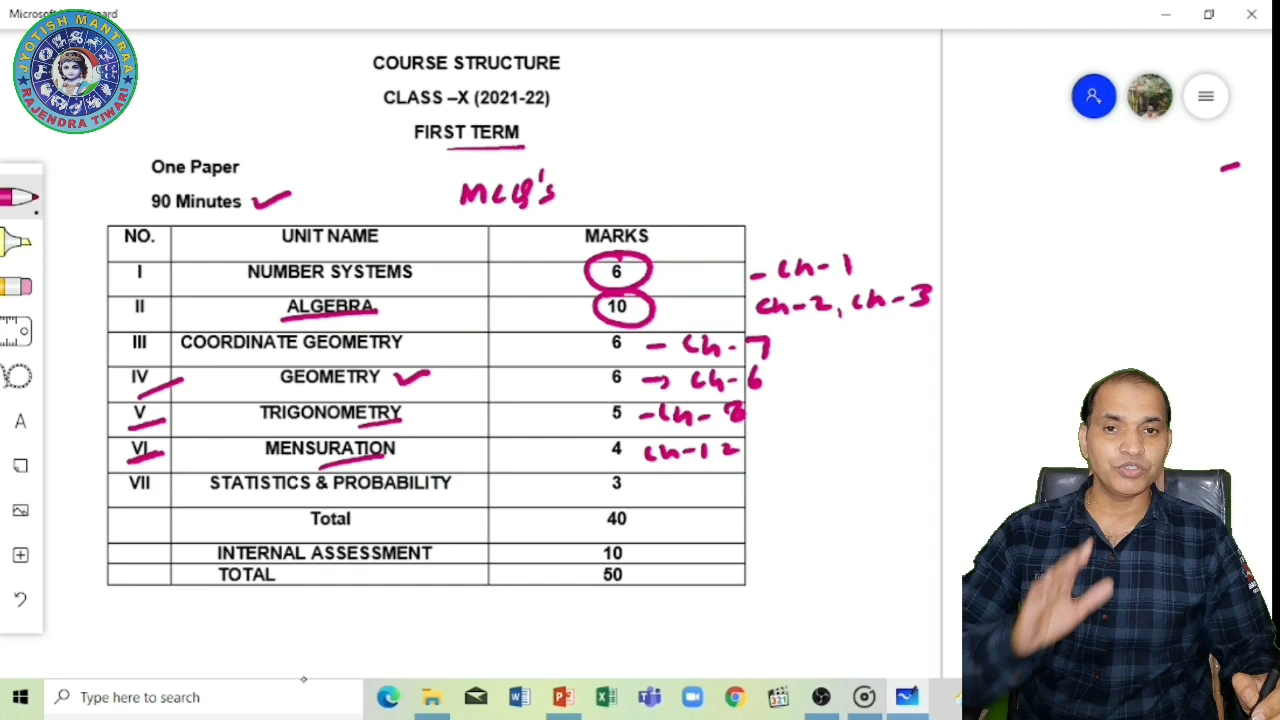 Microsoft Whiteboard
JYOTISH MANTRAA
RAJENDRA TIWARI
COURSE STRUCTURE
CLASS –X (2021-22)
FIRST TERM
One Paper
90 Minutes
MCQ's
NO. UNIT NAME MARKS
I NUMBER SYSTEMS 6 - Ch-1
II ALGEBRA 10 Ch-2, Ch-3
III COORDINATE GEOMETRY 6 - Ch-7
IV GEOMETRY 6 → Ch-6
V TRIGONOMETRY 5 -Ch-8
VI MENSURATION 4 Ch-12
VII STATISTICS & PROBABILITY 3
Total 40
INTERNAL ASSESSMENT 10
TOTAL 50
Type here to search